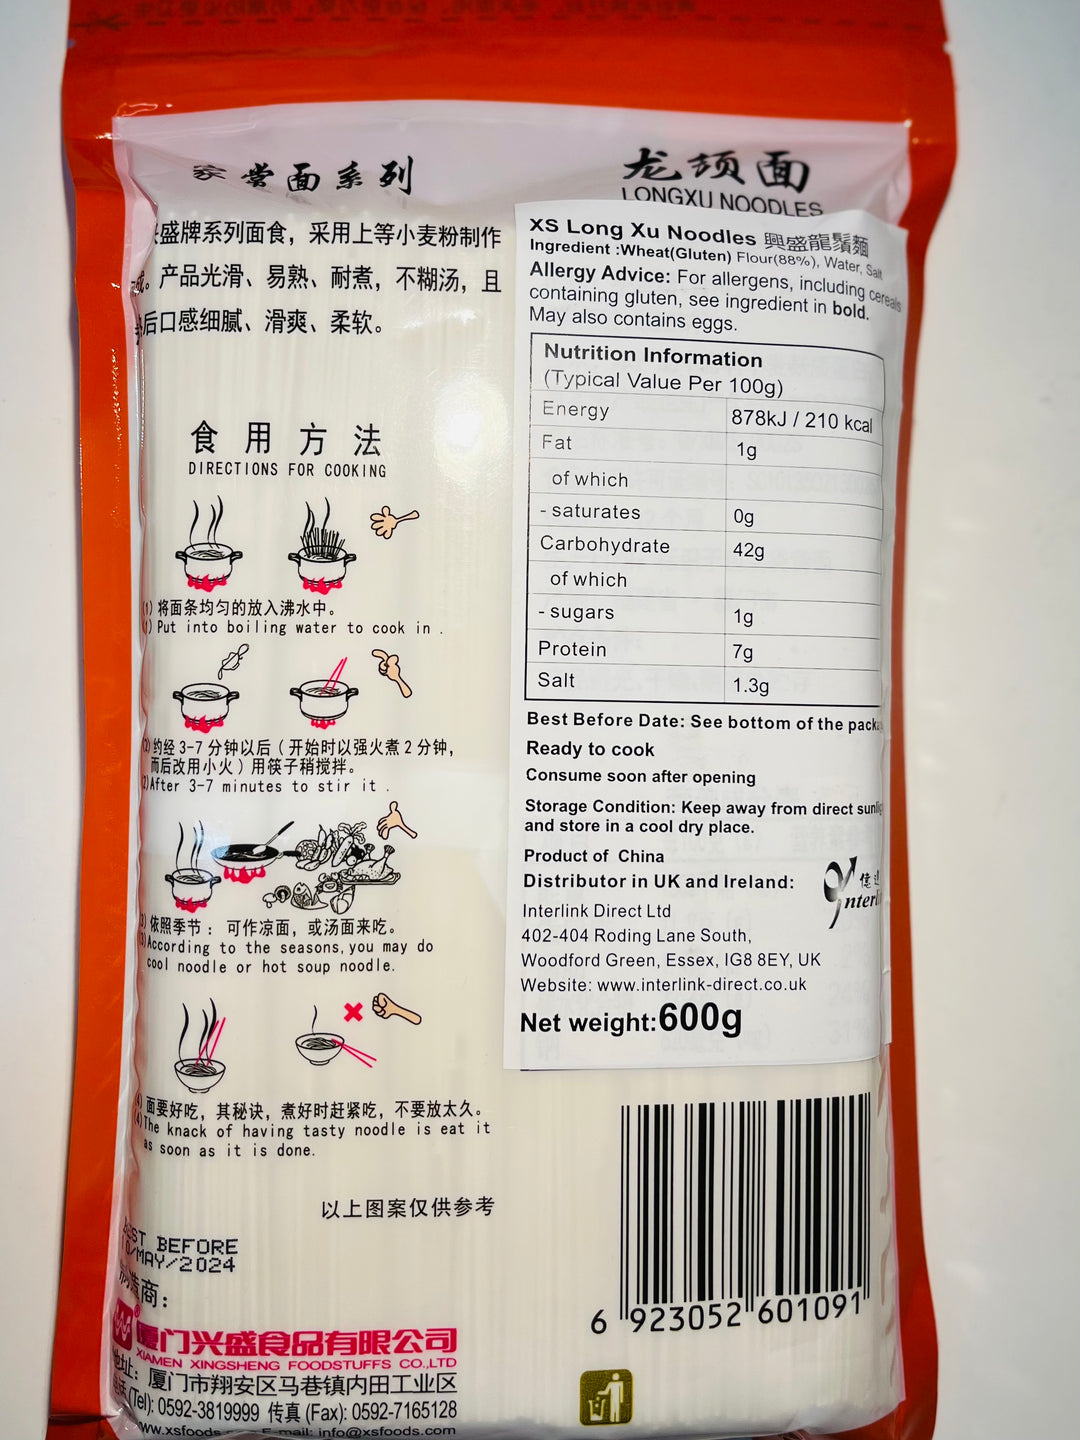 家常面系列
盛牌系列面食，采用上等小麦粉制作
成。产品光滑、易熟、耐煮，不糊汤，且
后口感细腻、滑爽、柔软。
食用方法
DIRECTIONS FOR COOKING
(1) 将面条均匀的放入沸水中。
(1) Put into boiling water to cook in .
(2) 约经 3-7 分钟以后（开始时以强火煮 2 分钟，
而后改用小火）用筷子稍搅拌。
(2)After 3-7 minutes to stir it .
(3) 依照季节：可作凉面，或汤面来吃。
(3)According to the seasons,you may do
cool noodle or hot soup noodle.
(4) 面要好吃，其秘诀，煮好时赶紧吃，不要放太久。
(4)The knack of having tasty noodle is eat it
as soon as it is done.
以上图案仅供参考
BEST BEFORE
0/MAY/2024
制造商：
厦门兴盛食品有限公司
XIAMEN XINGSHENG FOODSTUFFS CO.,LTD
地址：厦门市翔安区马巷镇内田工业区
(Tel): 0592-3819999 传真 (Fax): 0592-7165128
www.xsfoods E-mail: info@xsfoods.com
龙须面
LONGXU NOODLES
XS Long Xu Noodles 興盛龍鬚麵
Ingredient :Wheat(Gluten) Flour(88%), Water, Salt
Allergy Advice: For allergens, including cereals
containing gluten, see ingredient in bold.
May also contains eggs.
Nutrition Information
(Typical Value Per 100g)
Energy 878kJ / 210 kcal
Fat 1g
of which
- saturates 0g
Carbohydrate 42g
of which
- sugars 1g
Protein 7g
Salt 1.3g
Best Before Date: See bottom of the
Ready to cook
Consume soon after opening
Storage Condition: Keep away from direct
and store in a cool dry place.
Product of China
Distributor in UK and Ireland:
Interlink Direct Ltd
402-404 Roding Lane South,
Woodford Green, Essex, IG8 8EY, UK
Website: www.interlink-direct.co.uk
Net weight:600g
6 923052 601091